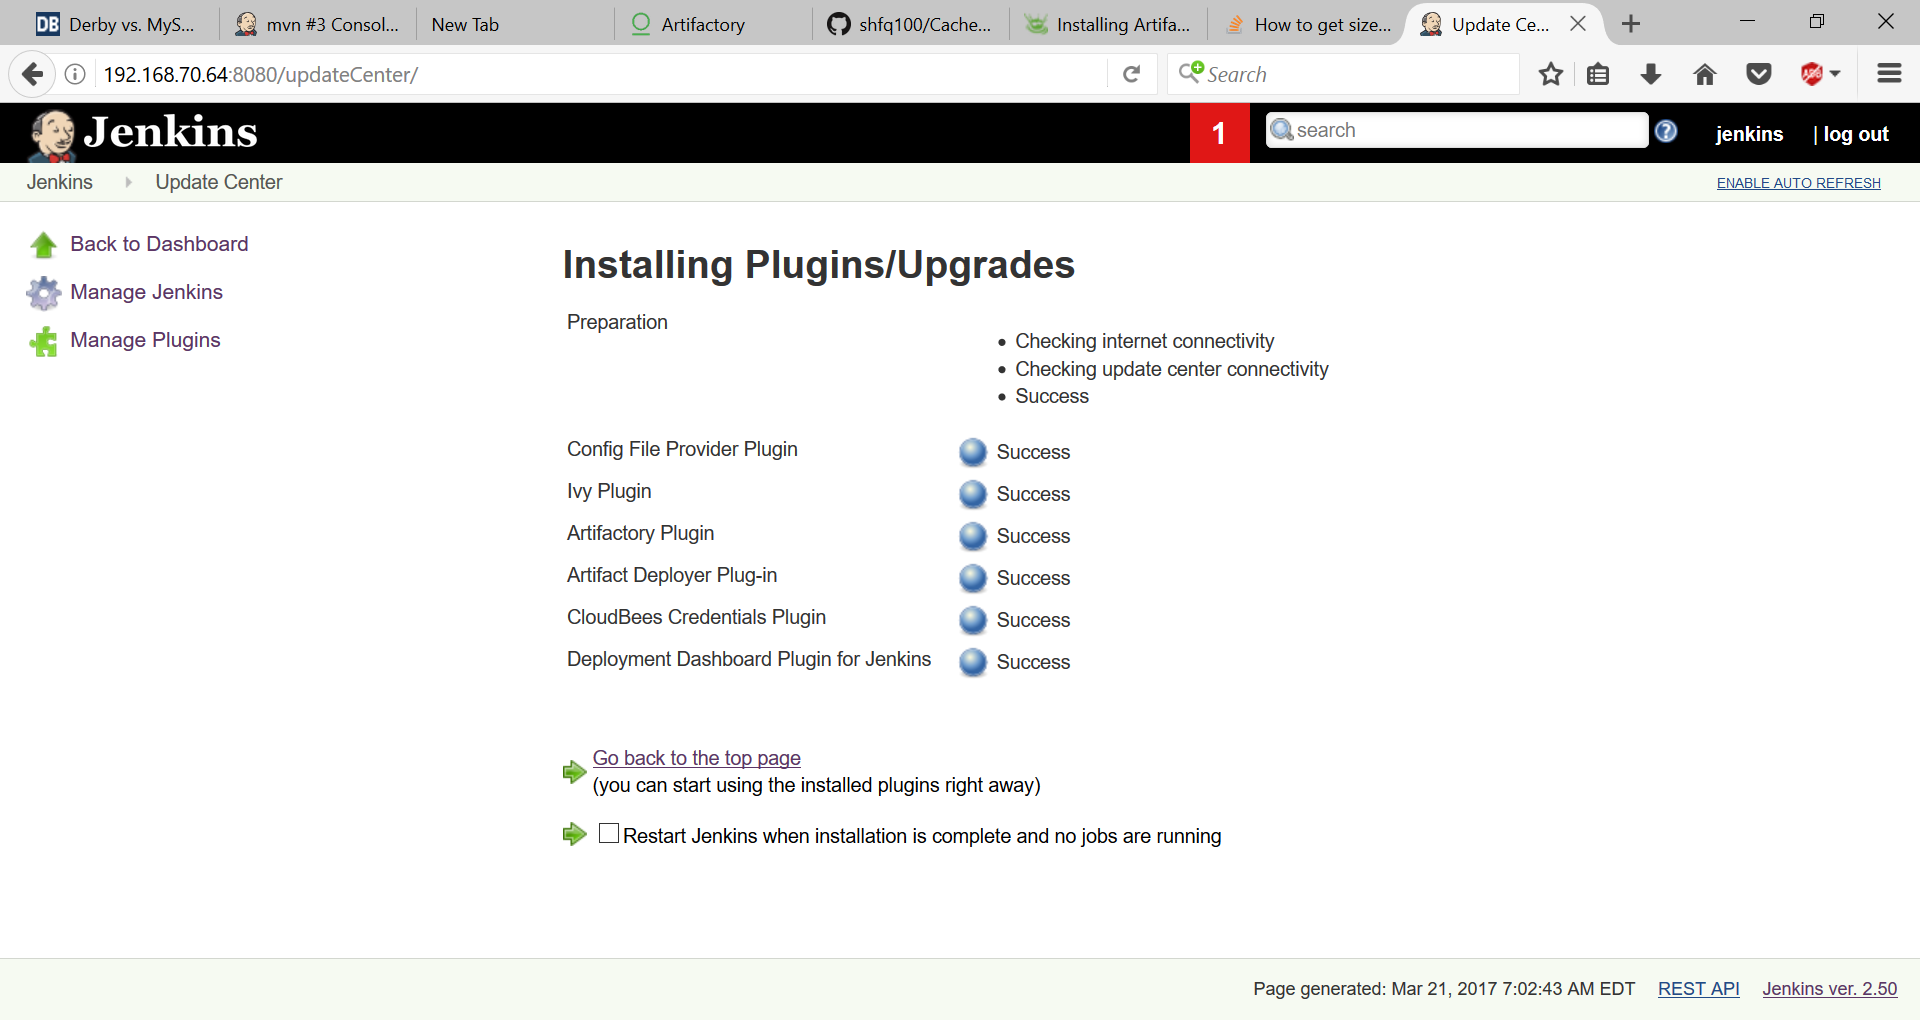 DB Derby vs. MyS...
mvn #3 Consol...
New Tab
Artifactory
shfq100/Cache...
Installing Artifa...
How to get size...
Update Ce...
192.168.70.64:8080/updateCenter/
Search
ABP
Jenkins
1
search
?
jenkins
| log out
Jenkins
Update Center
ENABLE AUTO REFRESH
Back to Dashboard
Manage Jenkins
Manage Plugins
Installing Plugins/Upgrades
Preparation
• Checking internet connectivity
• Checking update center connectivity
• Success
Config File Provider Plugin Success
Ivy Plugin Success
Artifactory Plugin Success
Artifact Deployer Plug-in Success
CloudBees Credentials Plugin Success
Deployment Dashboard Plugin for Jenkins Success
Go back to the top page
(you can start using the installed plugins right away)
Restart Jenkins when installation is complete and no jobs are running
Page generated: Mar 21, 2017 7:02:43 AM EDT REST API Jenkins ver. 2.50